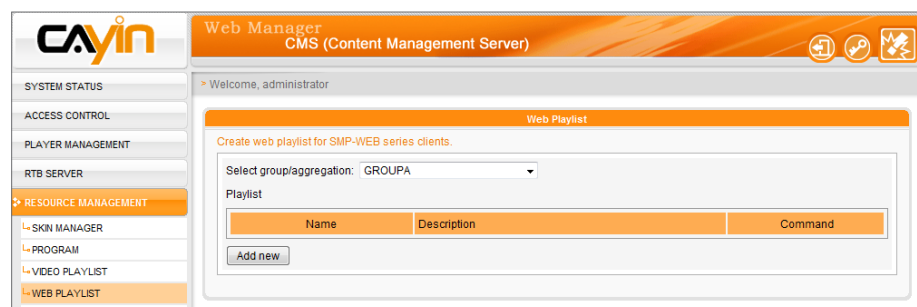 CAYIN
Web Manager
CMS (Content Management Server)
SYSTEM STATUS
ACCESS CONTROL
PLAYER MANAGEMENT
RTB SERVER
RESOURCE MANAGEMENT
SKIN MANAGER
PROGRAM
VIDEO PLAYLIST
WEB PLAYLIST
> Welcome, administrator
Web Playlist
Create web playlist for SMP-WEB series clients.
Select group/aggregation: GROUPA
Playlist
Name Description Command
Add new